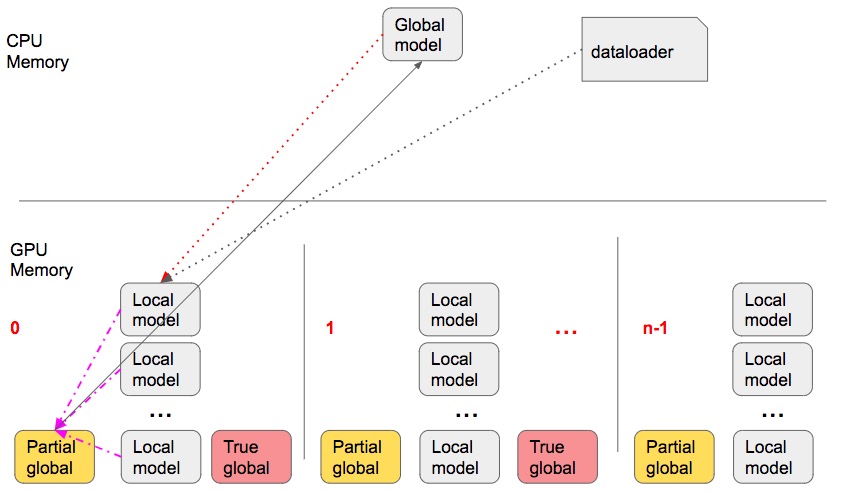 CPU
Memory
Global
model
dataloader
GPU
Memory
0
Local
model
Local
model
...
Partial
global
Local
model
True
global
1
Local
model
Local
model
...
Partial
global
Local
model
True
global
...
n-1
Local
model
Local
model
...
Partial
global
Local
model